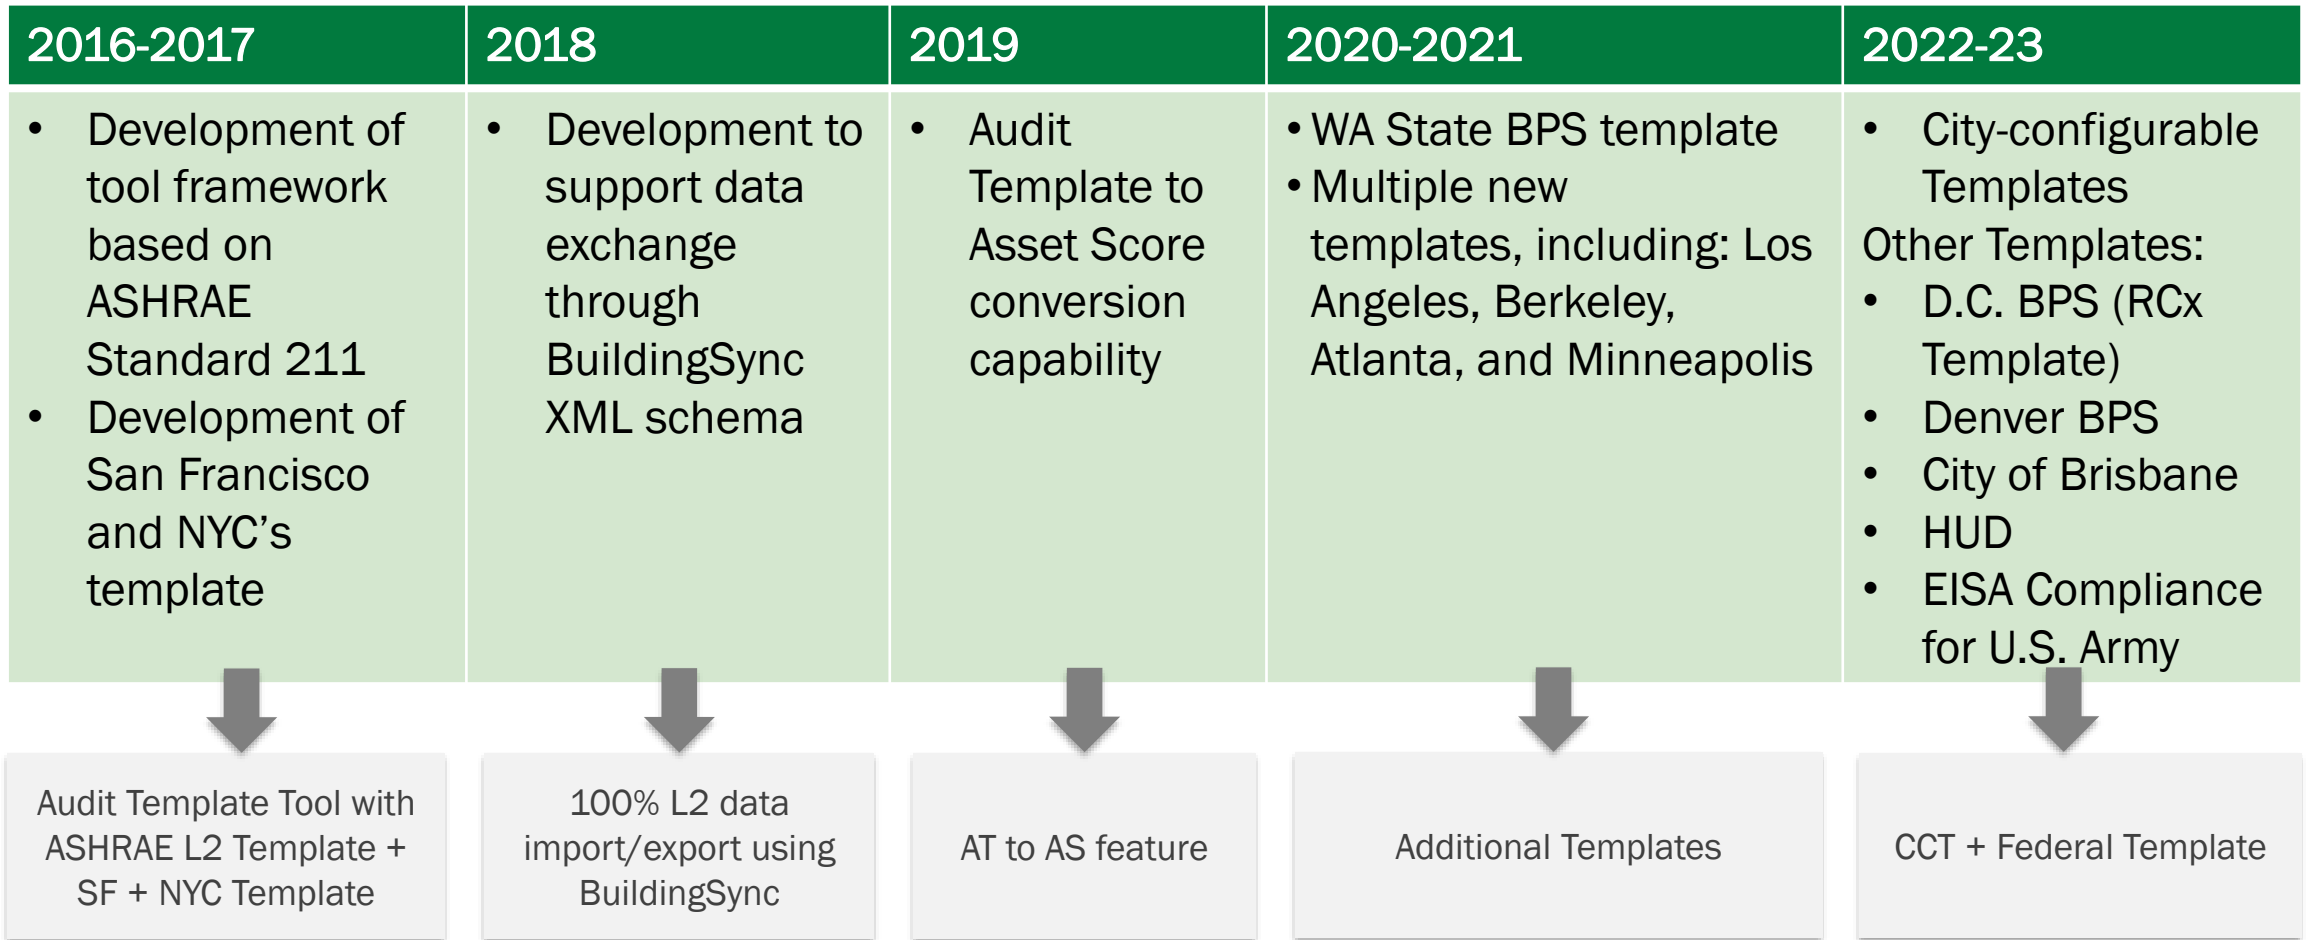 2016-2017
• Development of
tool framework
based on
ASHRAE
Standard 211
• Development of
San Francisco
and NYC’s
template
Audit Template Tool with
ASHRAE L2 Template +
SF + NYC Template
2018
• Development to
support data
exchange
through
BuildingSync
XML schema
100% L2 data
import/export using
BuildingSync
2019
• Audit
Template to
Asset Score
conversion
capability
AT to AS feature
2020-2021
• WA State BPS template
• Multiple new
templates, including: Los
Angeles, Berkeley,
Atlanta, and Minneapolis
Additional Templates
2022-23
• City-configurable
Templates
Other Templates:
• D.C. BPS (RCx
Template)
• Denver BPS
• City of Brisbane
• HUD
• EISA Compliance
for U.S. Army
CCT + Federal Template